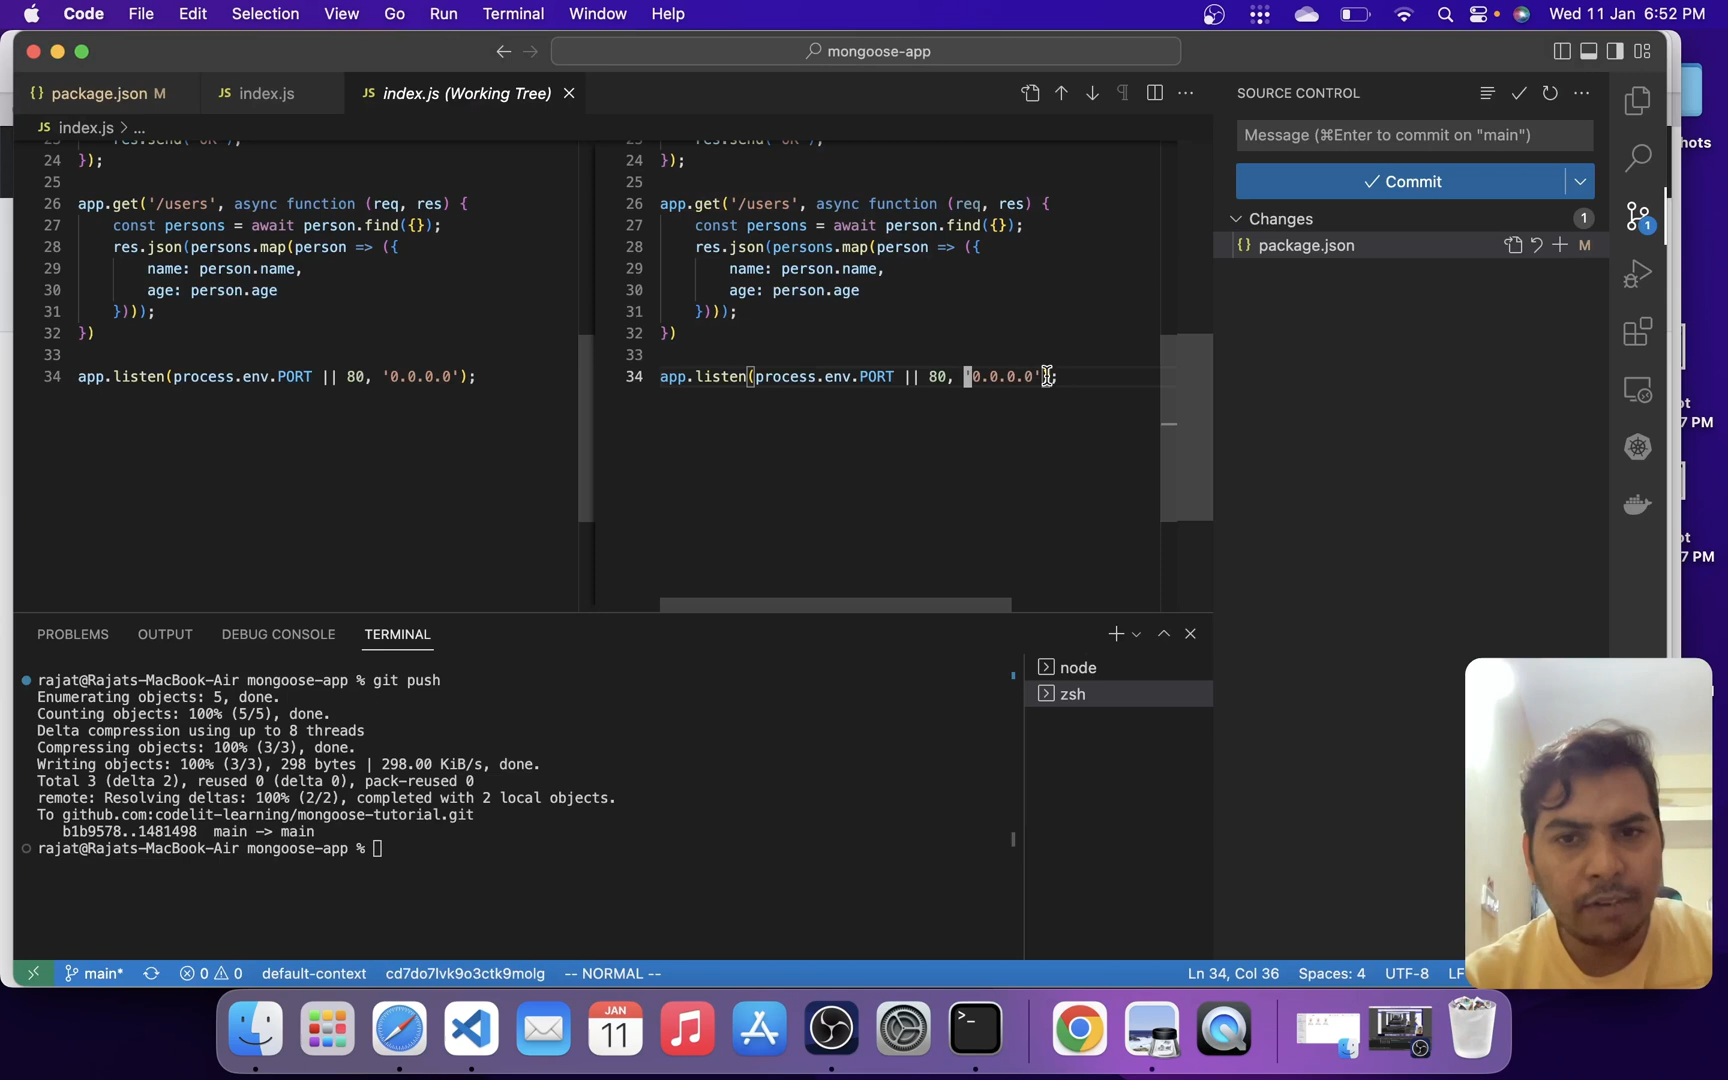 Code File Edit Selection View Go Run Terminal Window Help
Wed 11 Jan 6:52 PM
mongoose-app
{} package.json M
JS index.js
JS index.js (Working Tree)
JS index.js > ...
24 });
25
26 app.get('/users', async function (req, res) {
27 const persons = await person.find({});
28 res.json(persons.map(person => ({
29 name: person.name,
30 age: person.age
31 })));
32 })
33
34 app.listen(process.env.PORT || 80, '0.0.0.0');
24 });
25
26 app.get('/users', async function (req, res) {
27 const persons = await person.find({});
28 res.json(persons.map(person => ({
29 name: person.name,
30 age: person.age
31 })));
32 })
33
34 app.listen(process.env.PORT || 80, '0.0.0.0');
SOURCE CONTROL
Message (⌘Enter to commit on "main")
Commit
Changes 1
{} package.json M
1
hots
ot
7 PM
ot
7 PM
PROBLEMS OUTPUT DEBUG CONSOLE TERMINAL
node
zsh
rajat@Rajats-MacBook-Air mongoose-app % git push
Enumerating objects: 5, done.
Counting objects: 100% (5/5), done.
Delta compression using up to 8 threads
Compressing objects: 100% (3/3), done.
Writing objects: 100% (3/3), 298 bytes | 298.00 KiB/s, done.
Total 3 (delta 2), reused 0 (delta 0), pack-reused 0
remote: Resolving deltas: 100% (2/2), completed with 2 local objects.
To github.com:codelit-learning/mongoose-tutorial.git
b1b9578..1481498 main -> main
rajat@Rajats-MacBook-Air mongoose-app %
main* 0 0 default-context cd7do7lvk9o3ctk9molg -- NORMAL --
Ln 34, Col 36 Spaces: 4 UTF-8 LF
JAN
11